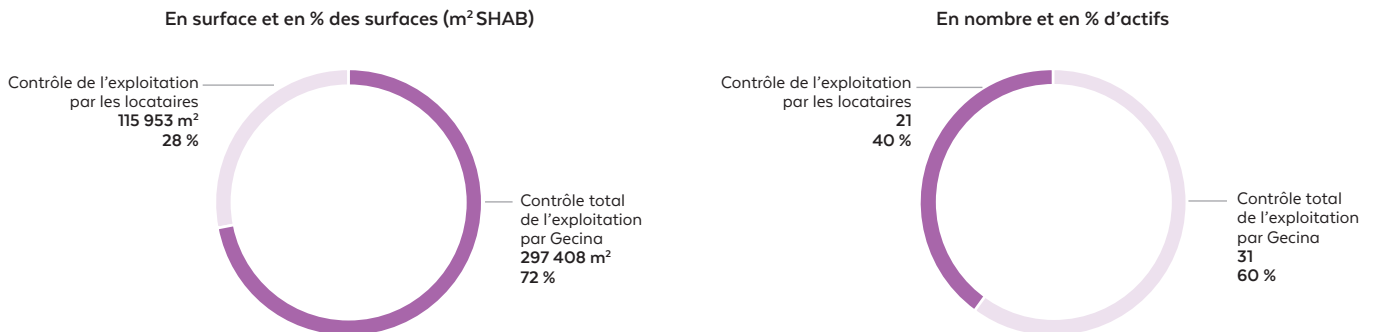 En surface et en % des surfaces (m² SHAB)
Contrôle de l’exploitation
par les locataires
115 953 m²
28 %
Contrôle total
de l’exploitation
par Gecina
297 408 m²
72 %
En nombre et en % d’actifs
Contrôle de l’exploitation
par les locataires
21
40 %
Contrôle total
de l’exploitation
par Gecina
31
60 %